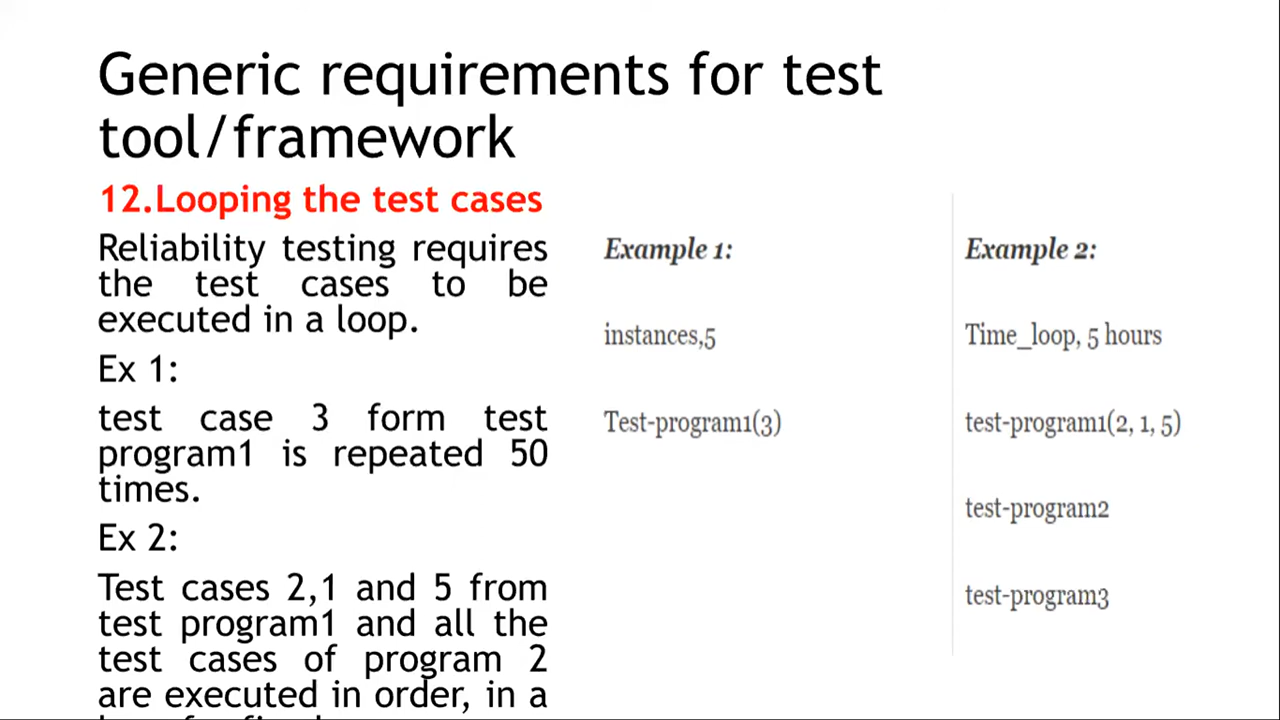 Generic requirements for test
tool/framework
12.Looping the test cases
Reliability testing requires
the test cases to be
executed in a loop.
Ex 1:
test case 3 form test
program1 is repeated 50
times.
Ex 2:
Test cases 2,1 and 5 from
test program1 and all the
test cases of program 2
are executed in order, in a
Example 1:
instances,5
Test-program1(3)
Example 2:
Time_loop, 5 hours
test-program1(2, 1, 5)
test-program2
test-program3